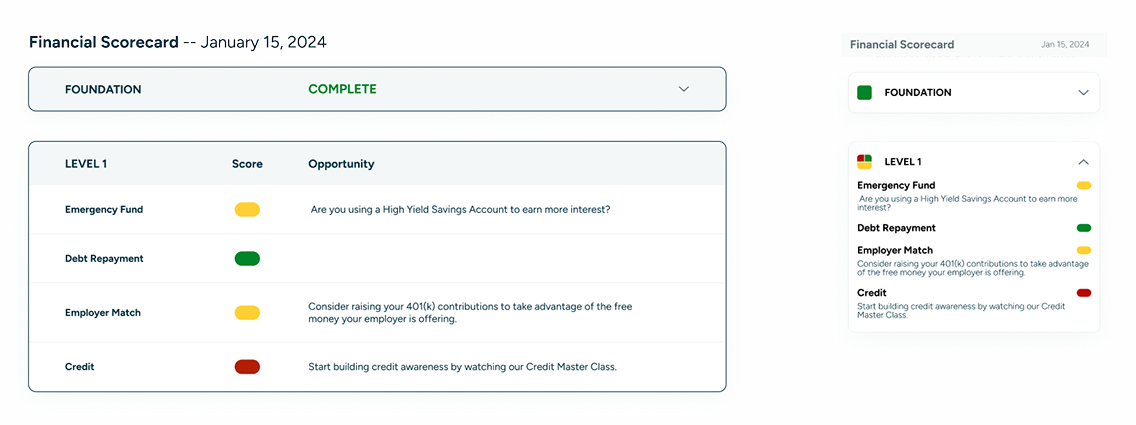 Financial Scorecard -- January 15, 2024
FOUNDATION COMPLETE
LEVEL 1 Score Opportunity
Emergency Fund Are you using a High Yield Savings Account to earn more interest?
Debt Repayment
Employer Match Consider raising your 401(k) contributions to take advantage of the free
money your employer is offering.
Credit Start building credit awareness by watching our Credit Master Class.
Financial Scorecard Jan 15, 2024
FOUNDATION
LEVEL 1
Emergency Fund
Are you using a High Yield Savings Account to earn more
interest?
Debt Repayment
Employer Match
Consider raising your 401(k) contributions to take advantage
of the free money your employer is offering.
Credit
Start building credit awareness by watching our Credit
Master Class.